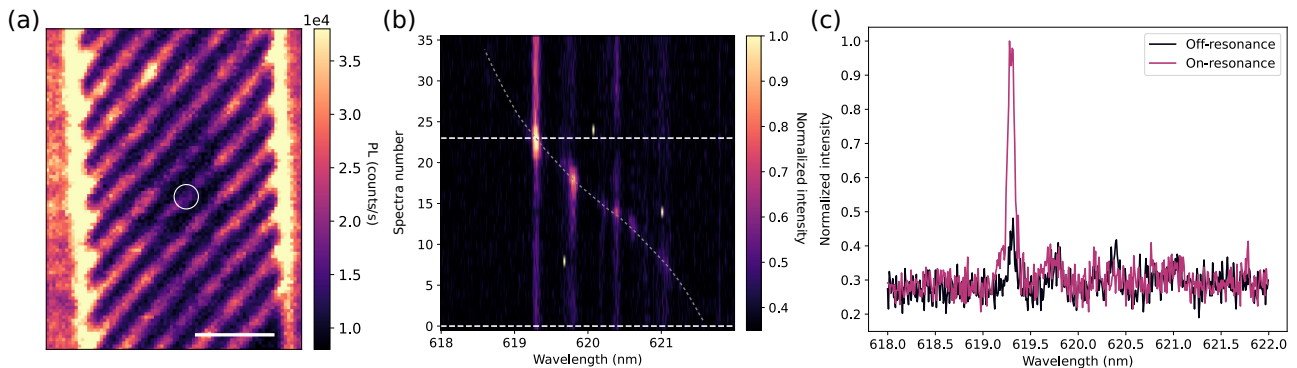 (a)
1e4
3.5
3.0
2.5
2.0
1.5
1.0
PL (counts/s)
(b)
35
30
25
20
15
10
5
0
Spectra number
618 619 620 621
Wavelength (nm)
1.0
0.9
0.8
0.7
0.6
0.5
0.4
Normalized intensity
(c)
1.0
0.9
0.8
0.7
0.6
0.5
0.4
0.3
0.2
Normalized intensity
Off-resonance
On-resonance
618.0 618.5 619.0 619.5 620.0 620.5 621.0 621.5 622.0
Wavelength (nm)